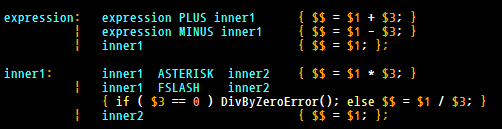 expression:   expression PLUS inner1      { $$ = $1 + $3; }
          |   expression MINUS inner1     { $$ = $1 - $3; }
          |   inner1                      { $$ = $1; };
inner1:       inner1  ASTERISK  inner2    { $$ = $1 * $3; }
          |   inner1  FSLASH    inner2
              { if ( $3 == 0 ) DivByZeroError(); else $$ = $1 / $3; }
          |   inner2                      { $$ = $1; };